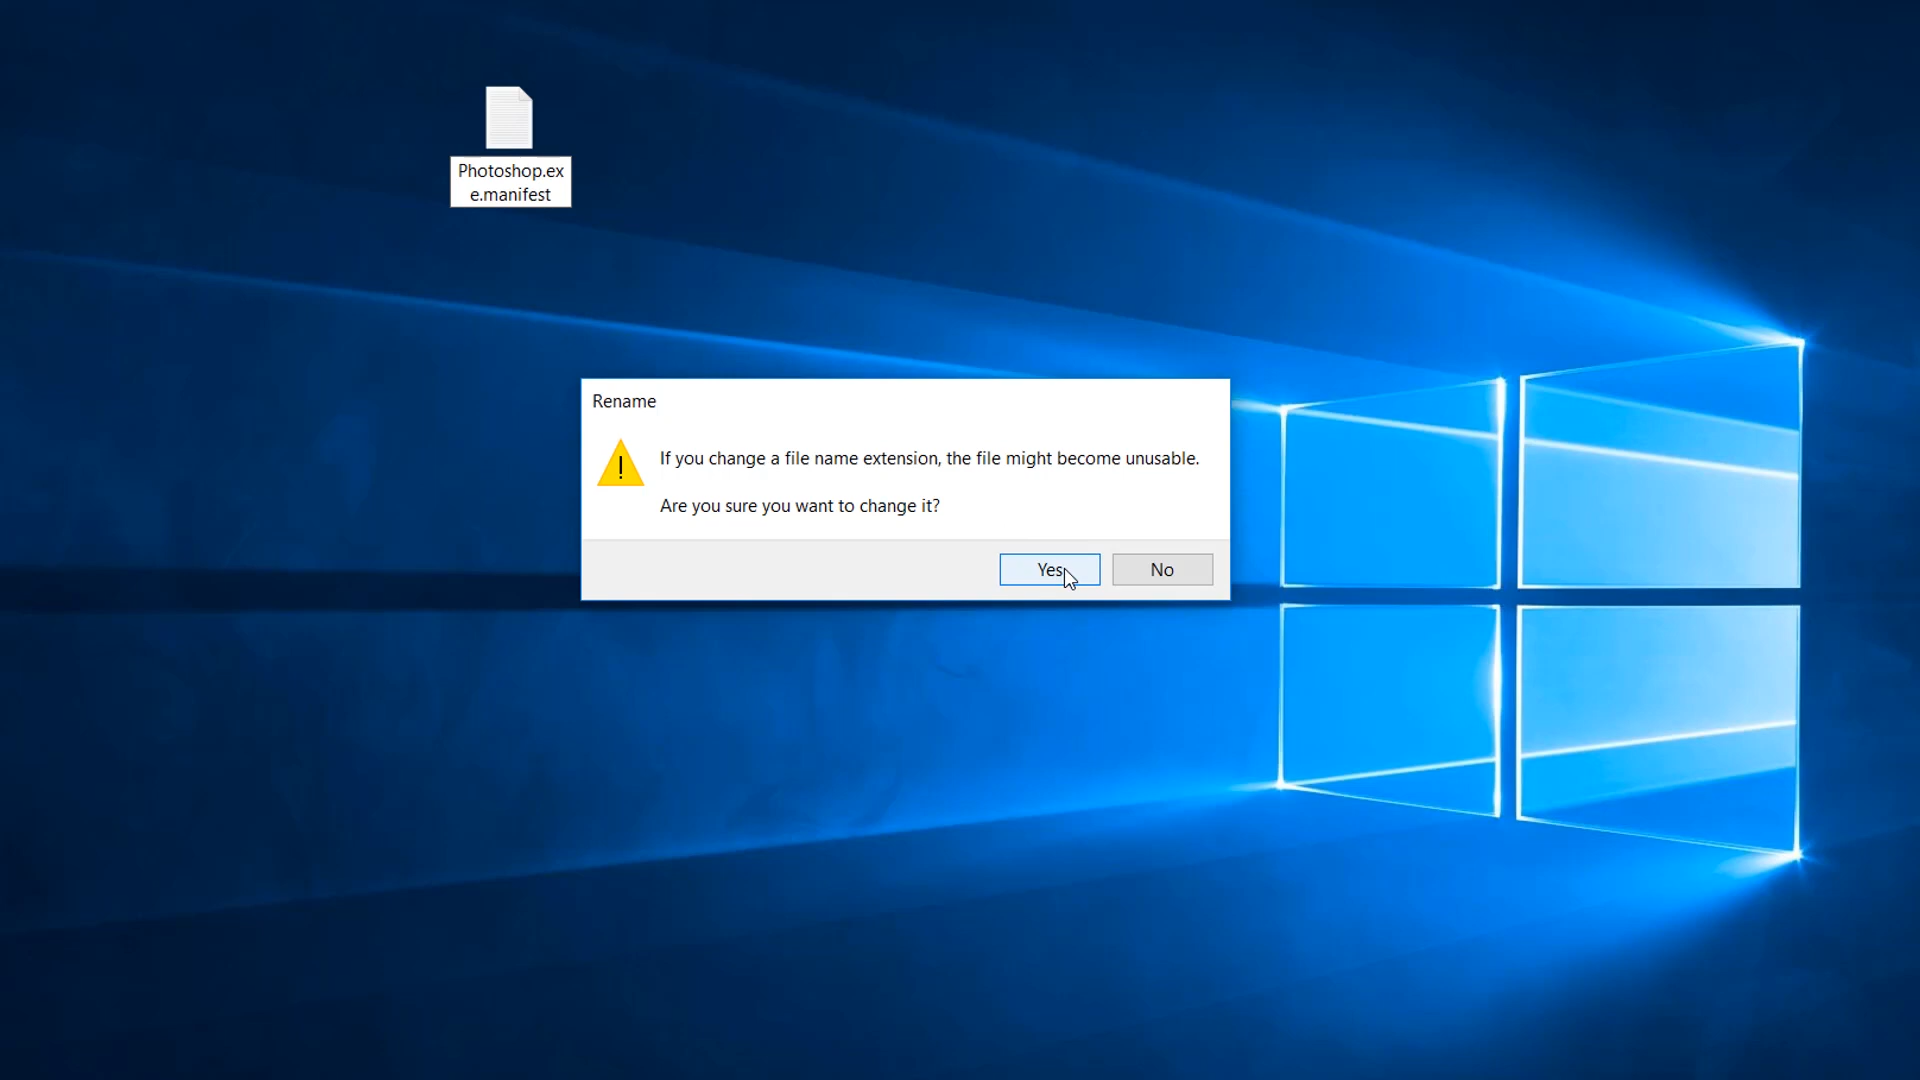 Photoshop.ex
e.manifest
Rename
If you change a file name extension, the file might become unusable.
Are you sure you want to change it?
Yes
No